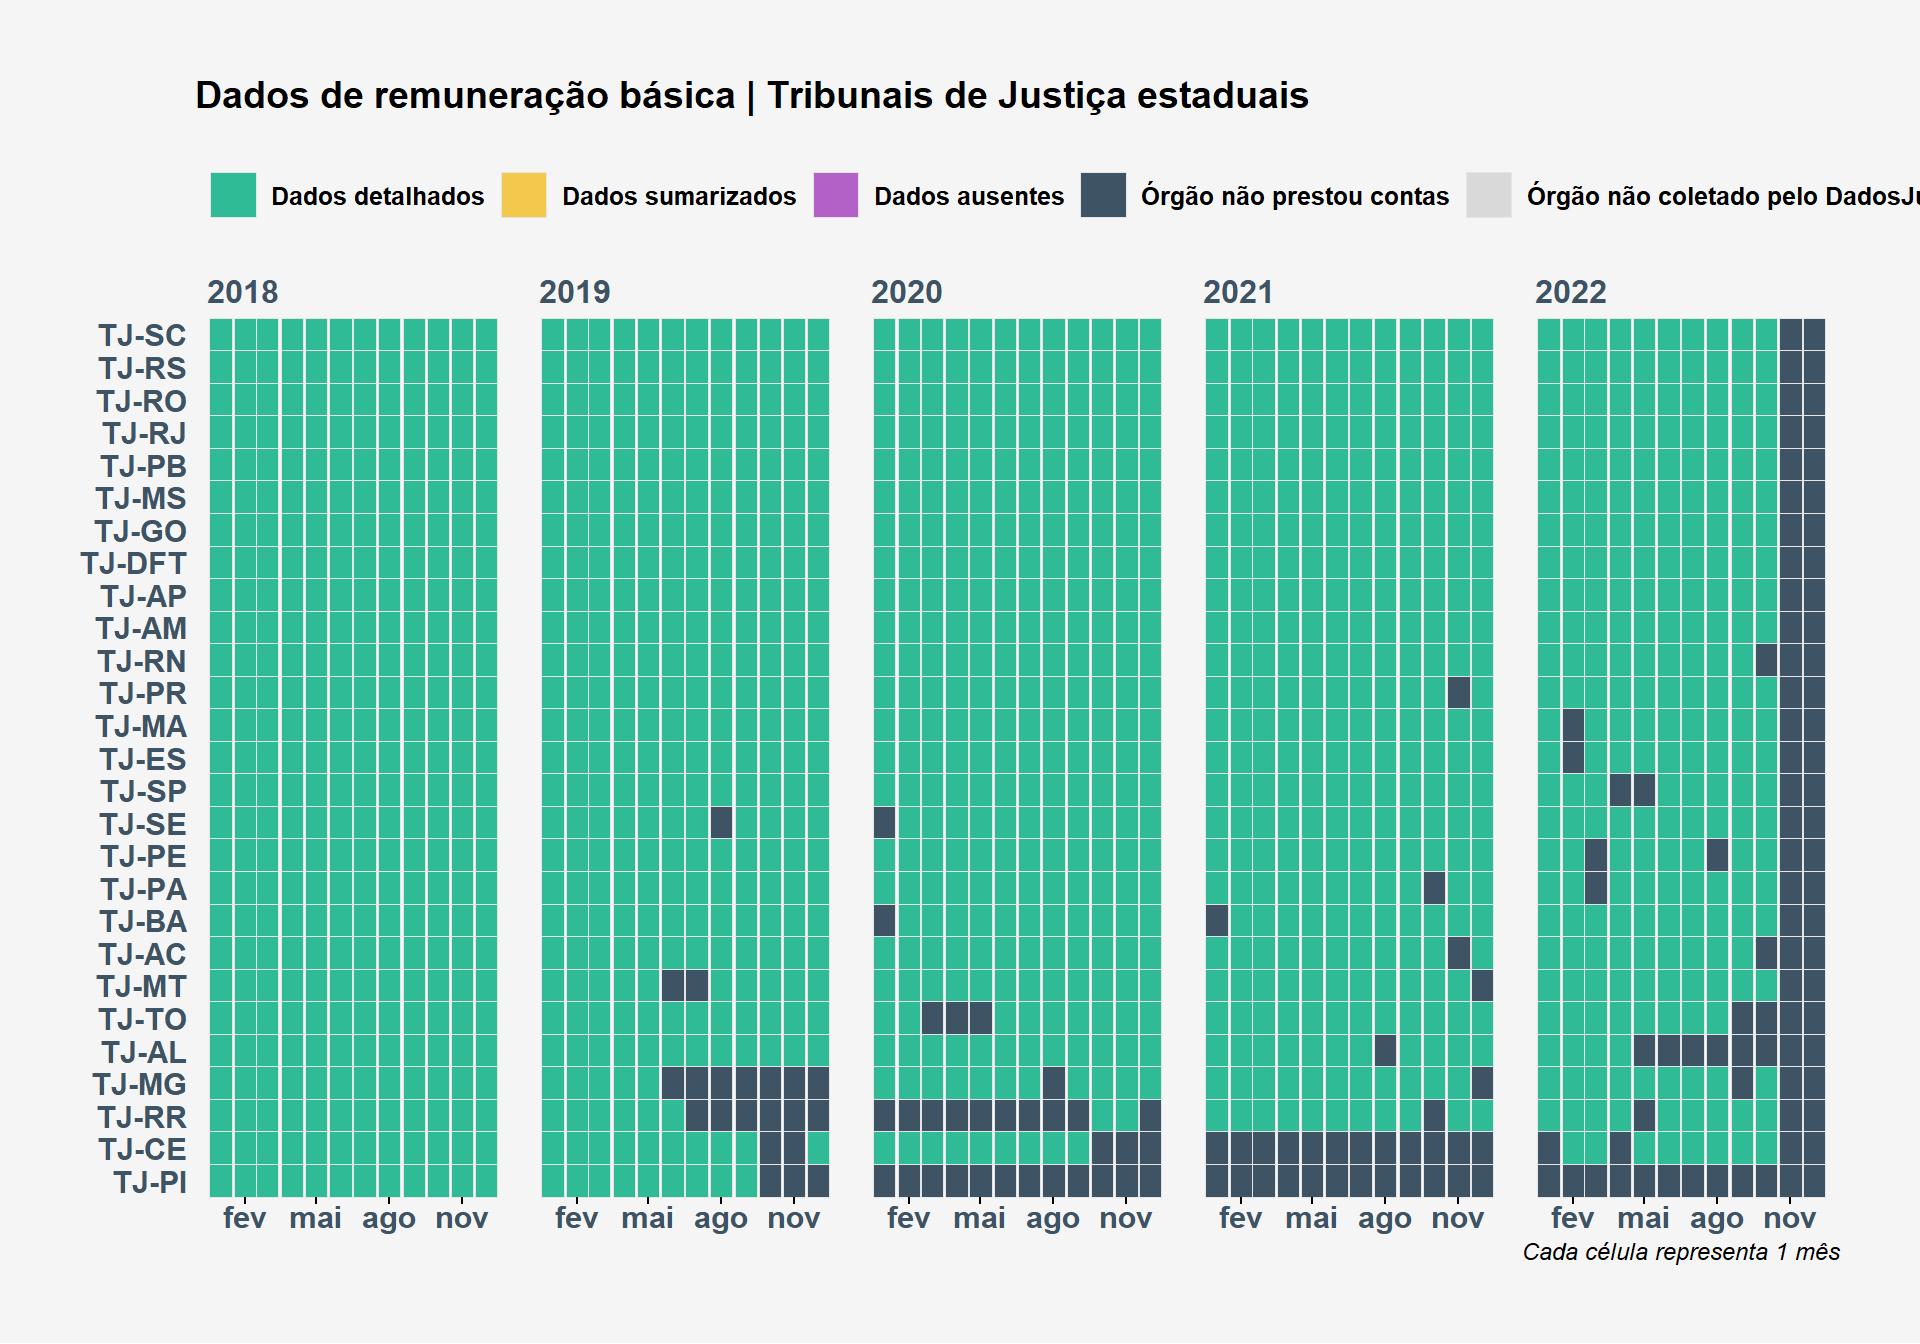 Dados de remuneração básica | Tribunais de Justiça estaduais
Dados detalhados Dados sumarizados Dados ausentes Órgão não prestou contas Órgão não coletado pelo
2018 2019 2020 2021 2022
TJ-SC
TJ-RS
TJ-RO
TJ-RJ
TJ-PB
TJ-MS
TJ-GO
TJ-DFT
TJ-AP
TJ-AM
TJ-RN
TJ-PR
TJ-MA
TJ-ES
TJ-SP
TJ-SE
TJ-PE
TJ-PA
TJ-BA
TJ-AC
TJ-MT
TJ-TO
TJ-AL
TJ-MG
TJ-RR
TJ-CE
TJ-PI
fev mai ago nov fev mai ago nov fev mai ago nov fev mai ago nov fev mai ago nov
Cada célula representa 1 mês